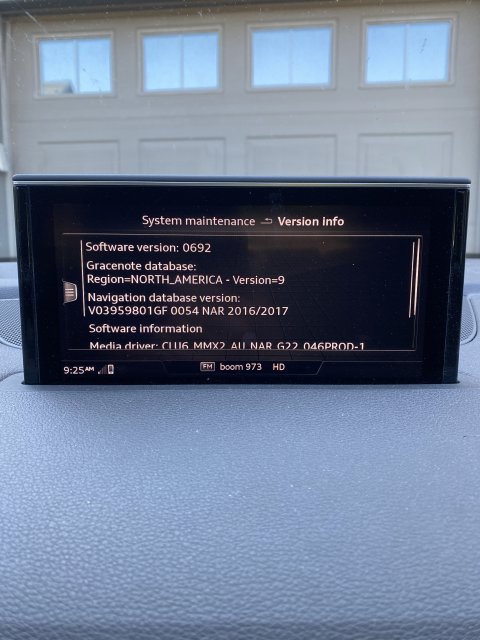 System maintenance Version info
Software version: 0692
Gracenote database:
Region=NORTH_AMERICA - Version=9
Navigation database version:
V03959801GF 0054 NAR 2016/2017
Software information
Media driver: CLU6_MMX2_AU_NAR_G22_046PROD-1
9:25AM FM boom 973 HD